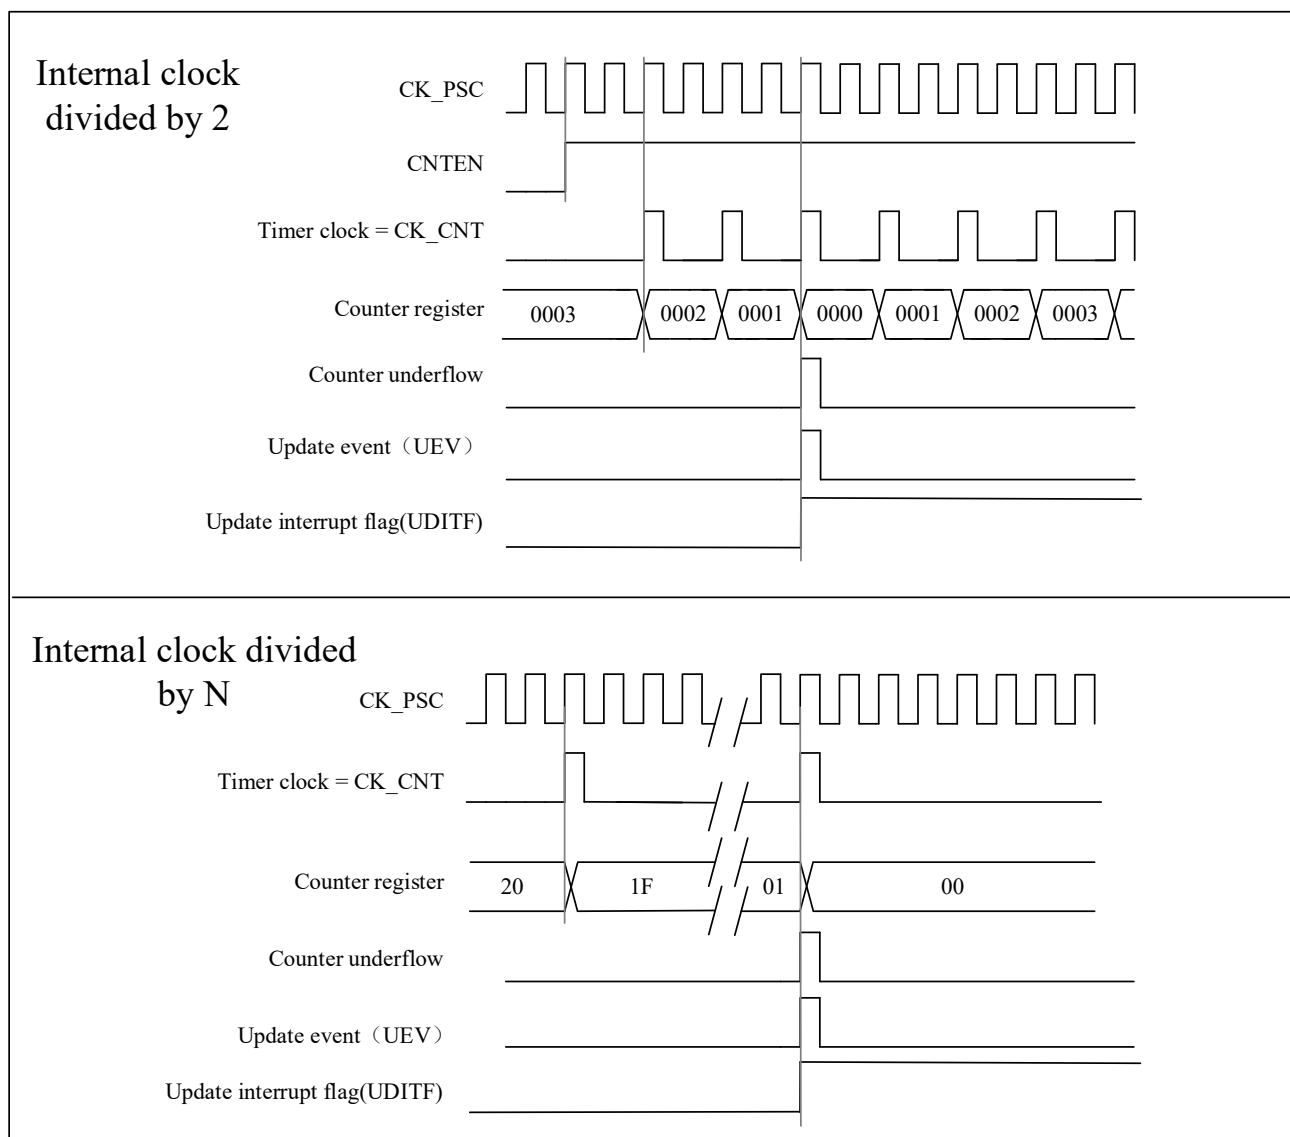 Internal clock
divided by 2
CK_PSC
CNTEN
Timer clock = CK_CNT
Counter register
0003 0002 0001 0000 0001 0002 0003
Counter underflow
Update event（UEV）
Update interrupt flag(UDITF)
Internal clock divided
by N
CK_PSC
Timer clock = CK_CNT
Counter register
20 1F 01 00
Counter underflow
Update event（UEV）
Update interrupt flag(UDITF)